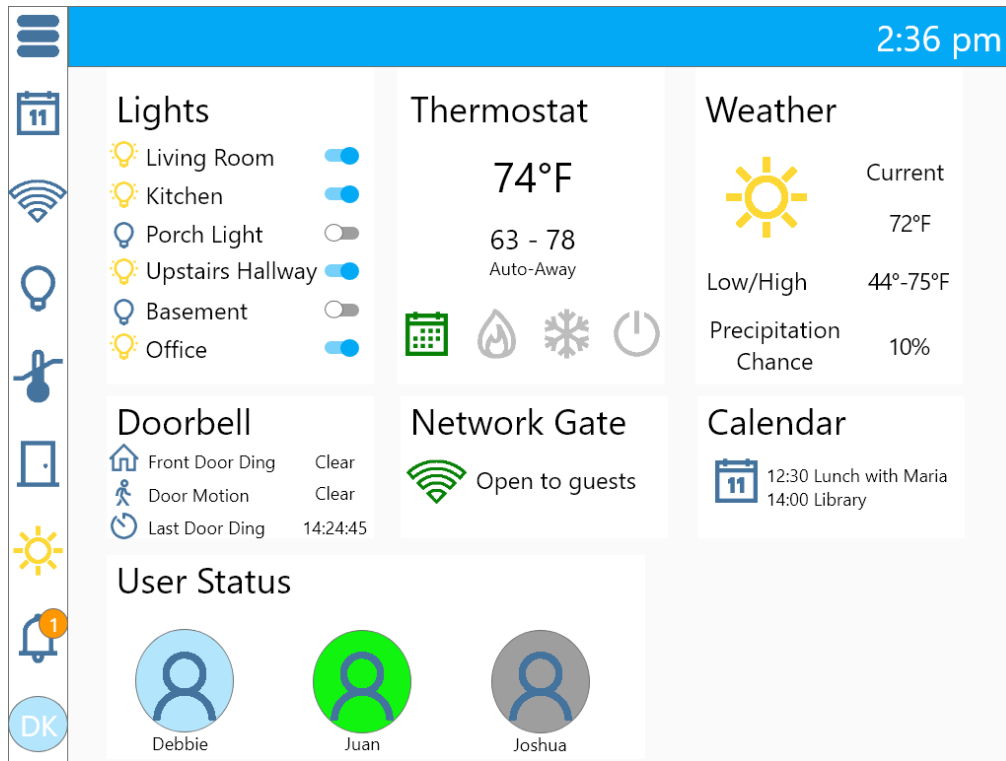 2:36 pm
11
1
DK
Lights
Living Room
Kitchen
Porch Light
Upstairs Hallway
Basement
Office
Thermostat
74°F
63 - 78
Auto-Away
Weather
Current
72°F
Low/High 44°-75°F
Precipitation
Chance 10%
Doorbell
Front Door Ding Clear
Door Motion Clear
Last Door Ding 14:24:45
Network Gate
Open to guests
Calendar
11
12:30 Lunch with Maria
14:00 Library
User Status
Debbie
Juan
Joshua